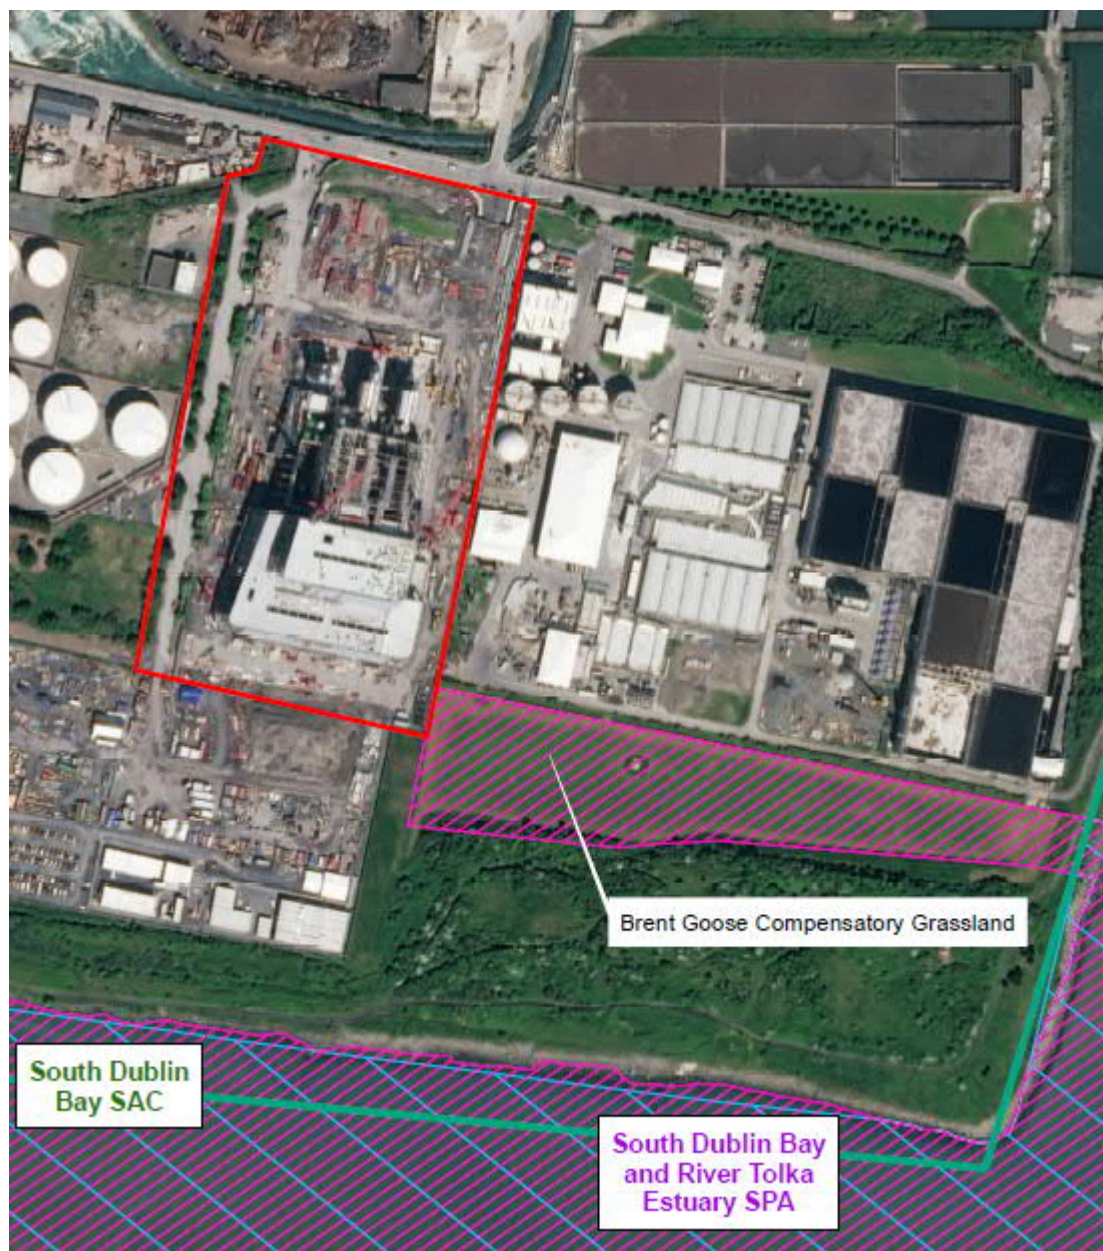 Brent Goose Compensatory Grassland
South Dublin
Bay SAC
South Dublin Bay
and River Tolka
Estuary SPA